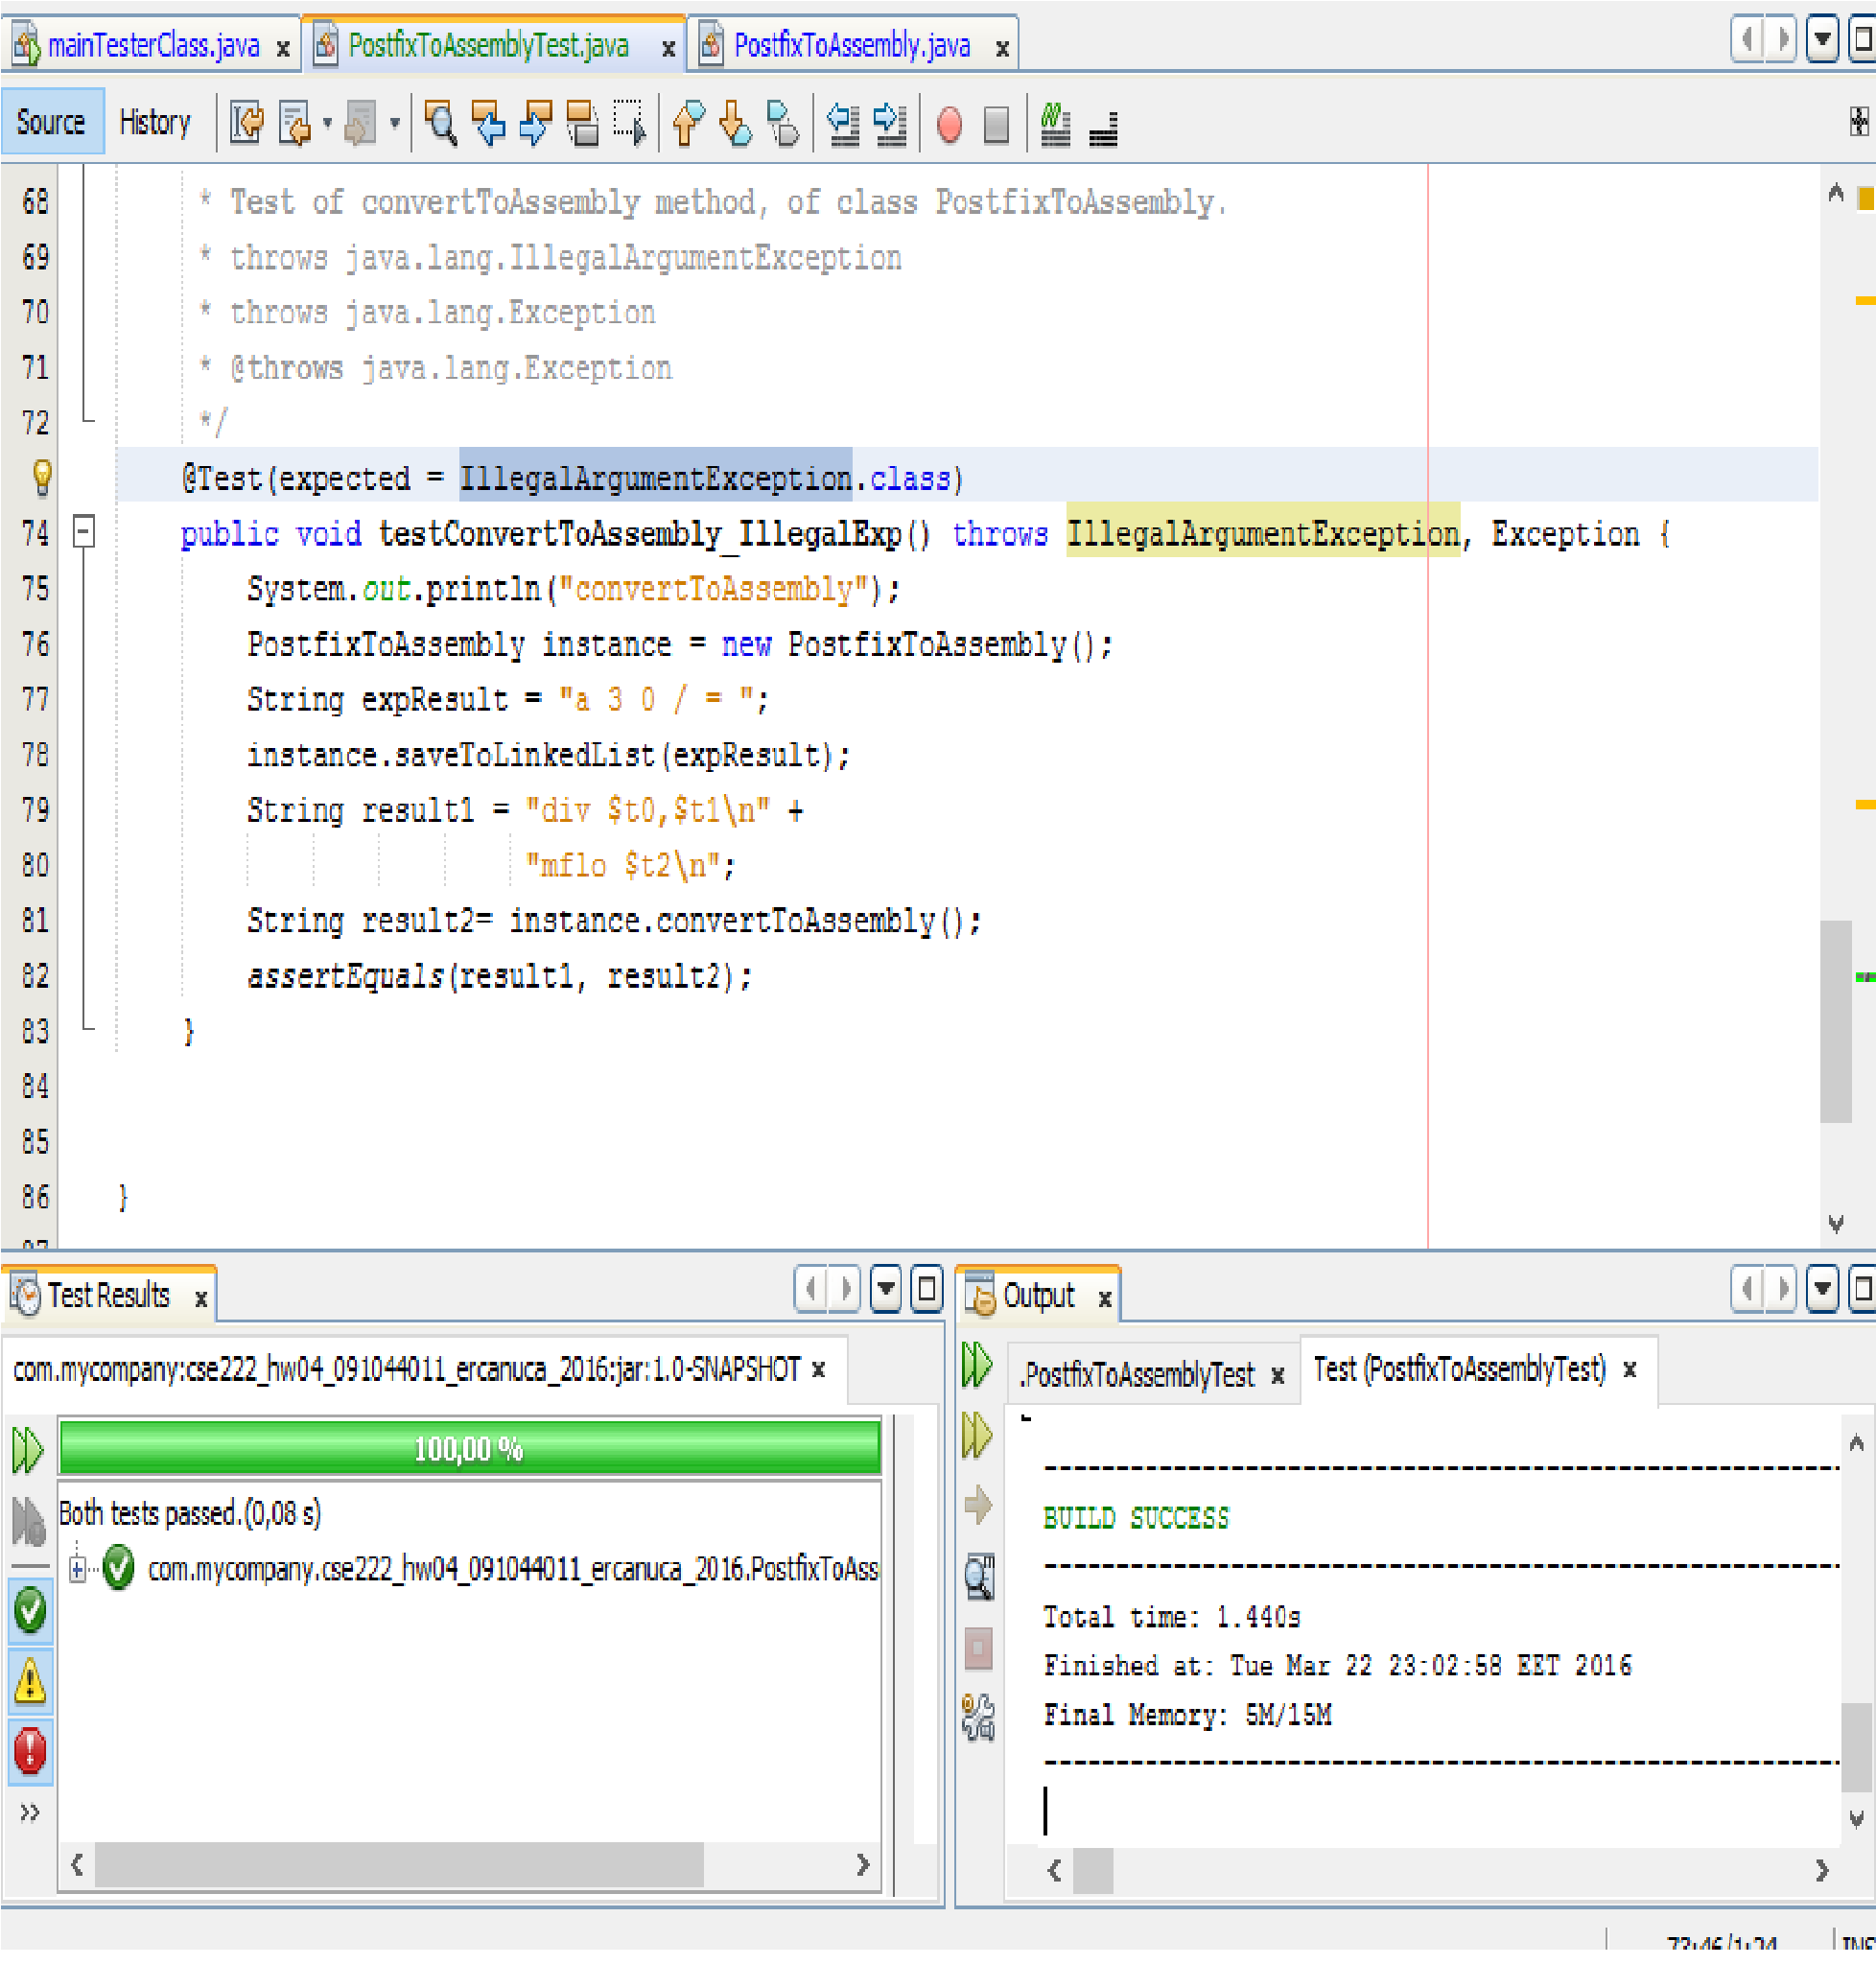 mainTesterClass.java x PostfixToAssemblyTest.java x PostfixToAssembly.java x
Source History
68 * Test of convertToAssembly method, of class PostfixToAssembly.
69 * throws java.lang.IllegalArgumentException
70 * throws java.lang.Exception
71 * @throws java.lang.Exception
72 */
@Test(expected = IllegalArgumentException.class)
74 public void testConvertToAssembly_IllegalExp() throws IllegalArgumentException, Exception {
75 System.out.println("convertToAssembly");
76 PostfixToAssembly instance = new PostfixToAssembly();
77 String expResult = "a 3 0 / = ";
78 instance.saveToLinkedList(expResult);
79 String result1 = "div $t0,$t1\n" +
80 "mflo $t2\n";
81 String result2= instance.convertToAssembly();
82 assertEquals(result1, result2);
83 }
84
85
86 }
Test Results x
com.mycompany:cse222_hw04_091044011_ercanuca_2016:jar:1.0-SNAPSHOT x
100,00 %
Both tests passed.(0,08 s)
com.mycompany.cse222_hw04_091044011_ercanuca_2016.PostfixToAss
Output x
.PostfixToAssemblyTest x Test (PostfixToAssemblyTest) x
------------------------------------------------------------------------
BUILD SUCCESS
------------------------------------------------------------------------
Total time: 1.440s
Finished at: Tue Mar 22 23:02:58 EET 2016
Final Memory: 5M/15M
------------------------------------------------------------------------